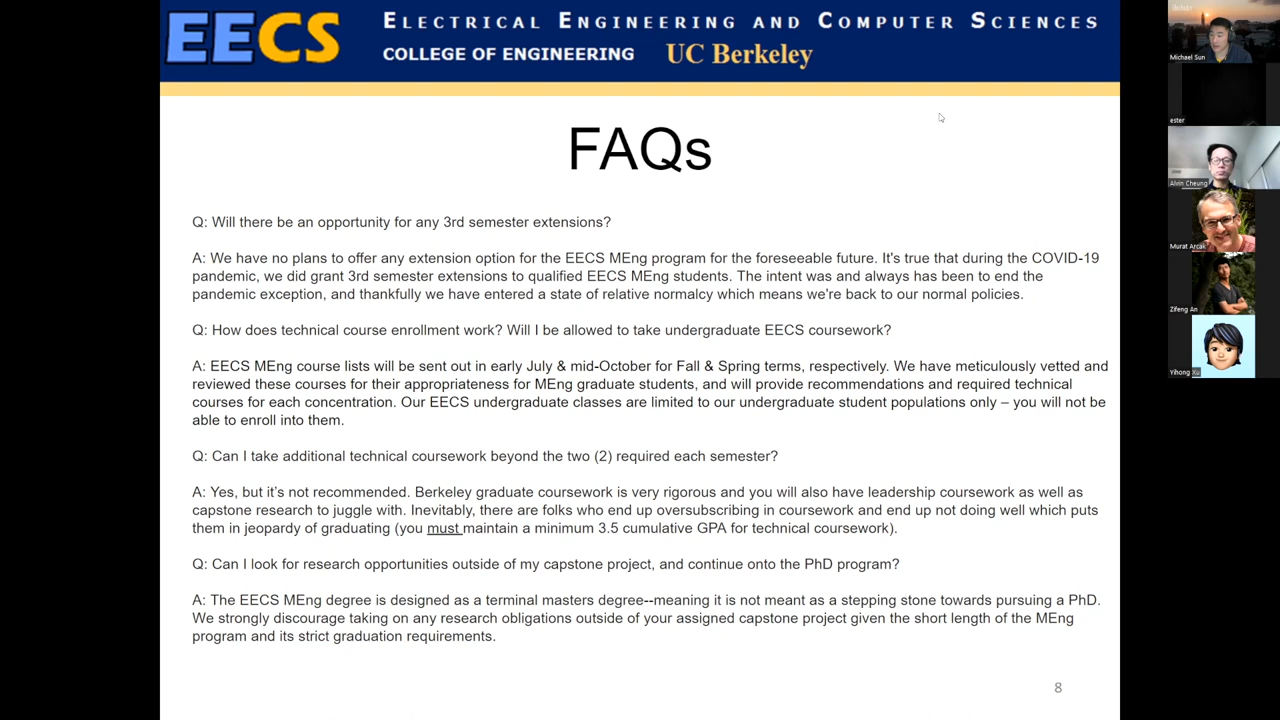 EECS
ELECTRICAL ENGINEERING AND COMPUTER SCIENCES
COLLEGE OF ENGINEERING UC Berkeley
FAQs
Q: Will there be an opportunity for any 3rd semester extensions?
A: We have no plans to offer any extension option for the EECS MEng program for the foreseeable future. It's true that during the COVID-19
pandemic, we did grant 3rd semester extensions to qualified EECS MEng students. The intent was and always has been to end the
pandemic exception, and thankfully we have entered a state of relative normalcy which means we're back to our normal policies.
Q: How does technical course enrollment work? Will I be allowed to take undergraduate EECS coursework?
A: EECS MEng course lists will be sent out in early July & mid-October for Fall & Spring terms, respectively. We have meticulously vetted and
reviewed these courses for their appropriateness for MEng graduate students, and will provide recommendations and required technical
courses for each concentration. Our EECS undergraduate classes are limited to our undergraduate student populations only – you will not be
able to enroll into them.
Q: Can I take additional technical coursework beyond the two (2) required each semester?
A: Yes, but it’s not recommended. Berkeley graduate coursework is very rigorous and you will also have leadership coursework as well as
capstone research to juggle with. Inevitably, there are folks who end up oversubscribing in coursework and end up not doing well which puts
them in jeopardy of graduating (you must maintain a minimum 3.5 cumulative GPA for technical coursework).
Q: Can I look for research opportunities outside of my capstone project, and continue onto the PhD program?
A: The EECS MEng degree is designed as a terminal masters degree--meaning it is not meant as a stepping stone towards pursuing a PhD.
We strongly discourage taking on any research obligations outside of your assigned capstone project given the short length of the MEng
program and its strict graduation requirements.
8
Michael Sun
ester
Alvin Cheung
Murat Arcak
Zifeng An
Yihong Xu